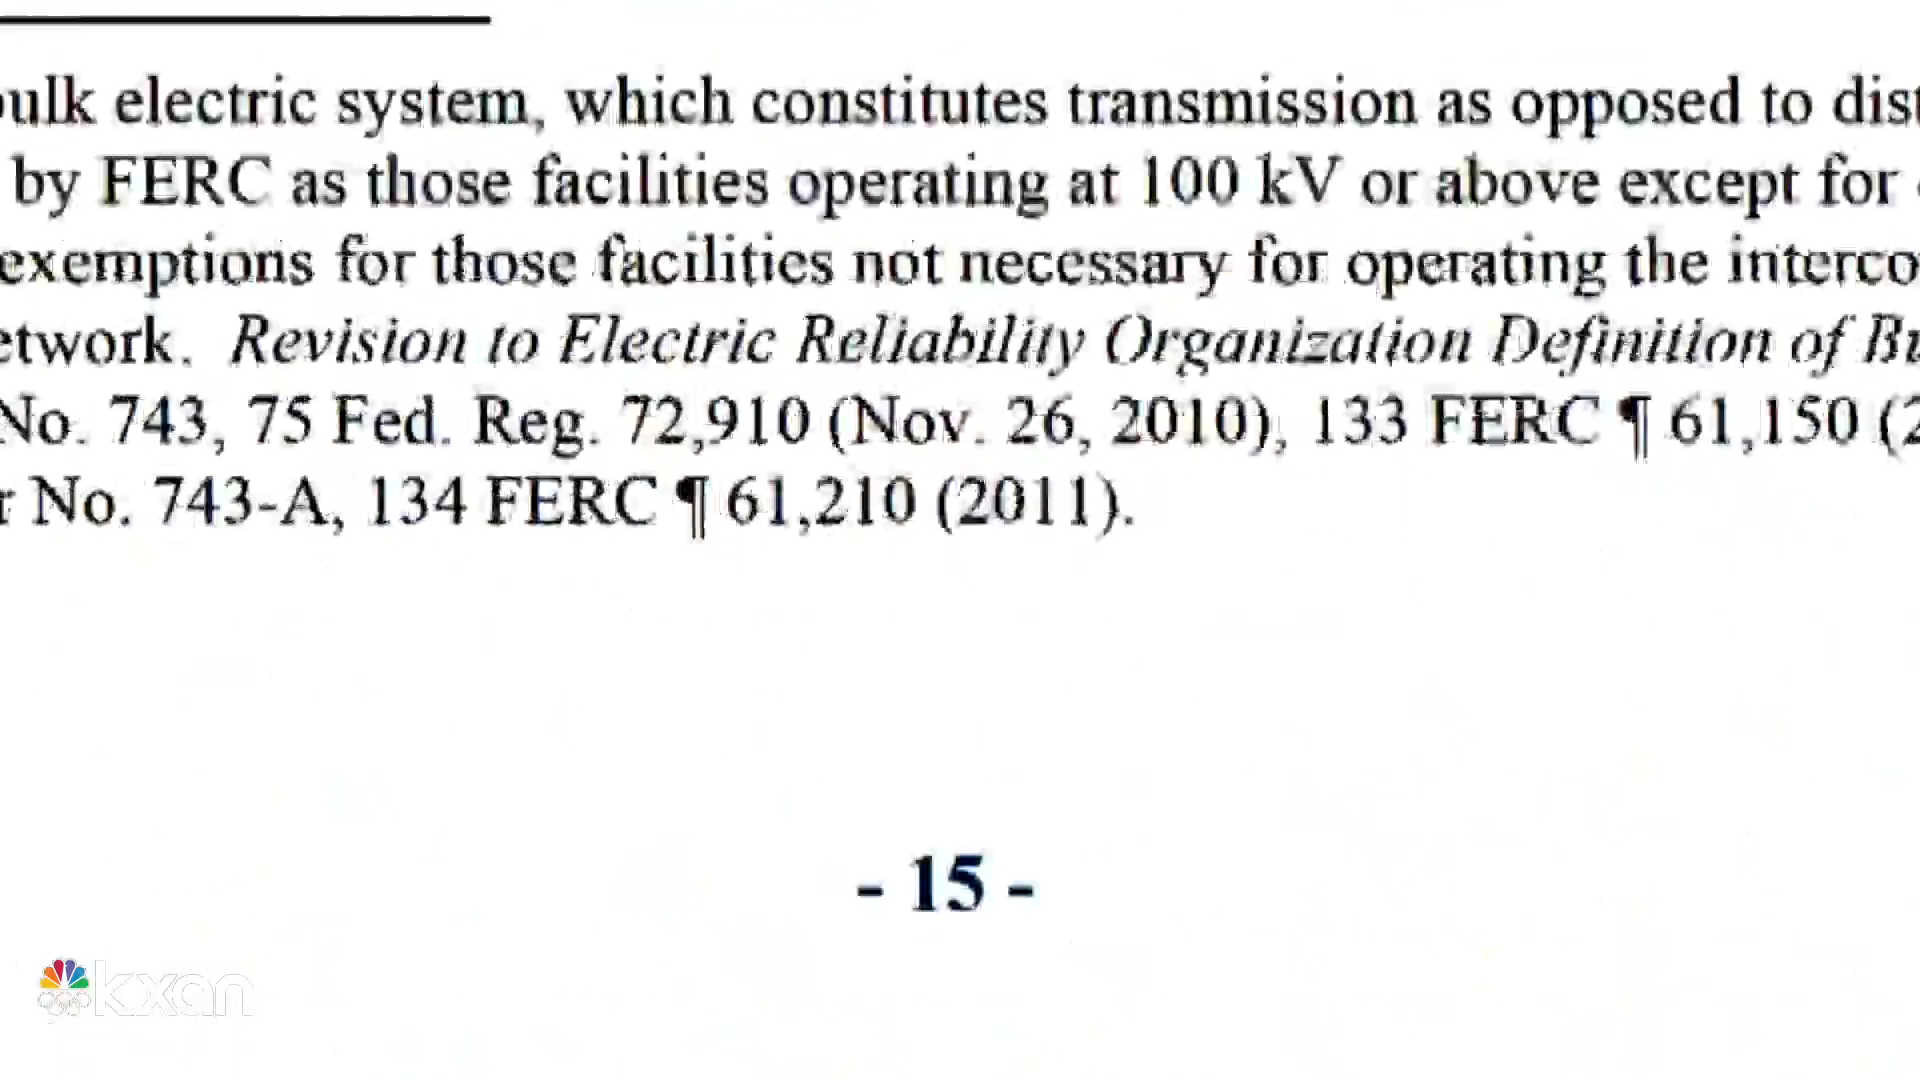 ulk electric system, which constitutes transmission as opposed to dist
by FERC as those facilities operating at 100 kV or above except for
exemptions for those facilities not necessary for operating the interco
etwork. Revision to Electric Reliability Organization Definition of Bu
No. 743, 75 Fed. Reg. 72,910 (Nov. 26, 2010), 133 FERC ¶ 61,150 (2
r No. 743-A, 134 FERC ¶ 61,210 (2011).
- 15 -
kxan